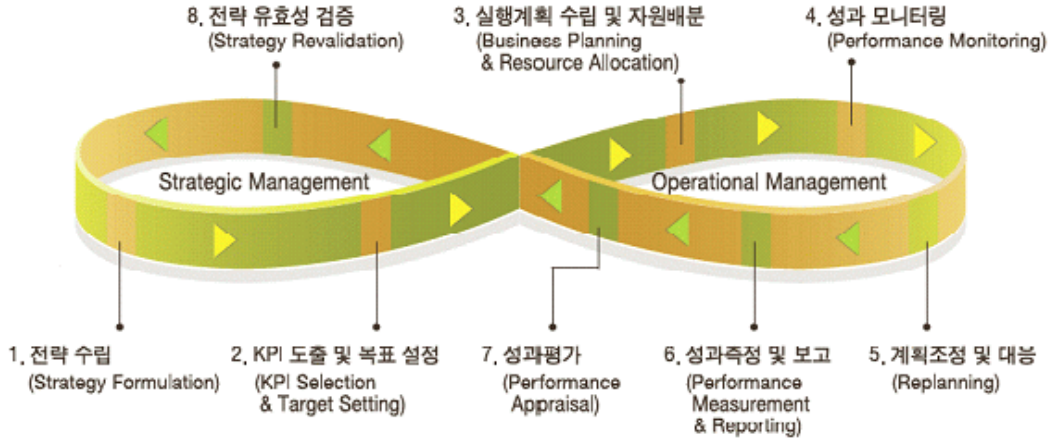 8. 전략 유효성 검증
(Strategy Revalidation)
3. 실행계획 수립 및 자원배분
(Business Planning
& Resource Allocation)
4. 성과 모니터링
(Performance Monitoring)
Strategic Management
Operational Management
1. 전략 수립
(Strategy Formulation)
2. KPI 도출 및 목표 설정
(KPI Selection
& Target Setting)
7. 성과평가
(Performance
Appraisal)
6. 성과측정 및 보고
(Performance
Measurement
& Reporting)
5. 계획조정 및 대응
(Replanning)